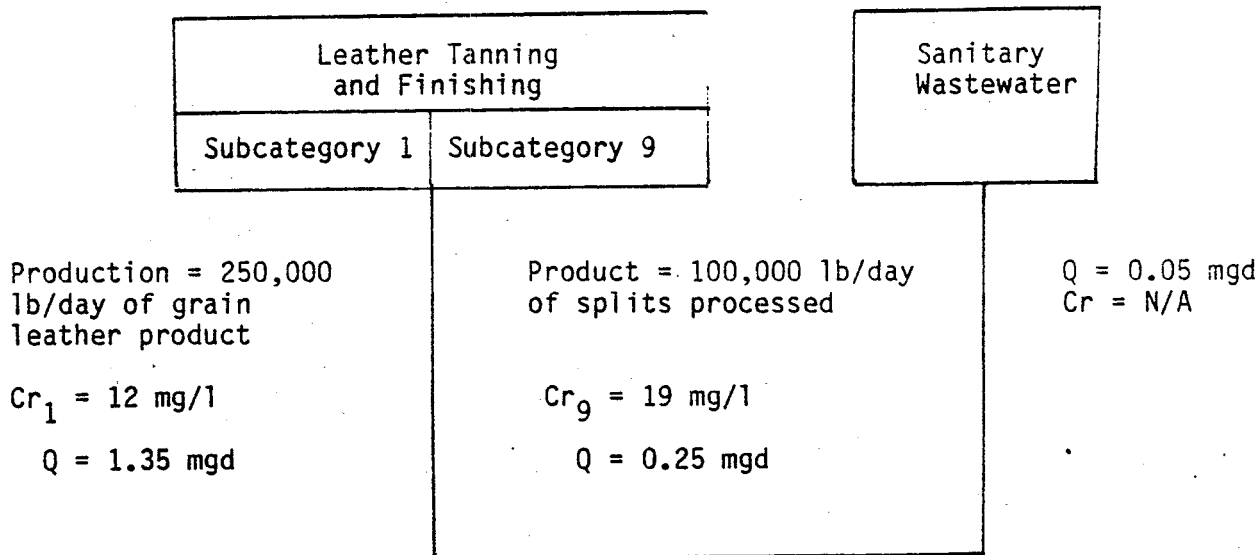 Leather Tanning
and Finishing
Sanitary
Wastewater
Subcategory 1
Subcategory 9
Production = 250,000
lb/day of grain
leather product
Cr1 = 12 mg/l
Q = 1.35 mgd
Product = 100,000 lb/day
of splits processed
Cr9 = 19 mg/l
Q = 0.25 mgd
Q = 0.05 mgd
Cr = N/A